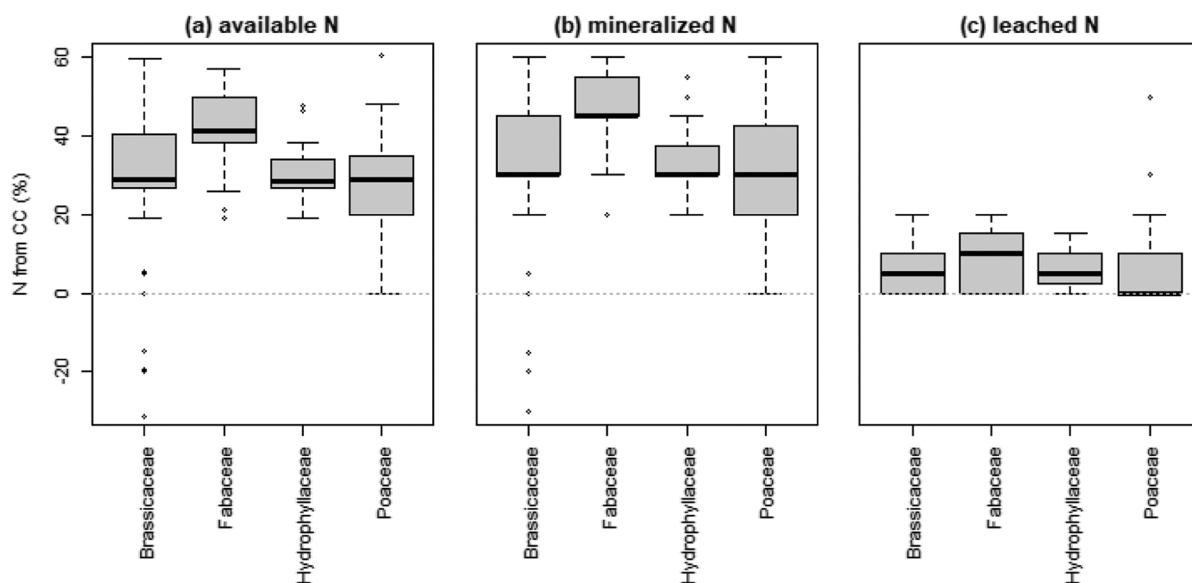 (a) available N
(b) mineralized N
(c) leached N
N from CC (%)
60
40
20
0
-20
Brassicaceae
Fabaceae
Hydrophyllaceae
Poaceae
Brassicaceae
Fabaceae
Hydrophyllaceae
Poaceae
Brassicaceae
Fabaceae
Hydrophyllaceae
Poaceae